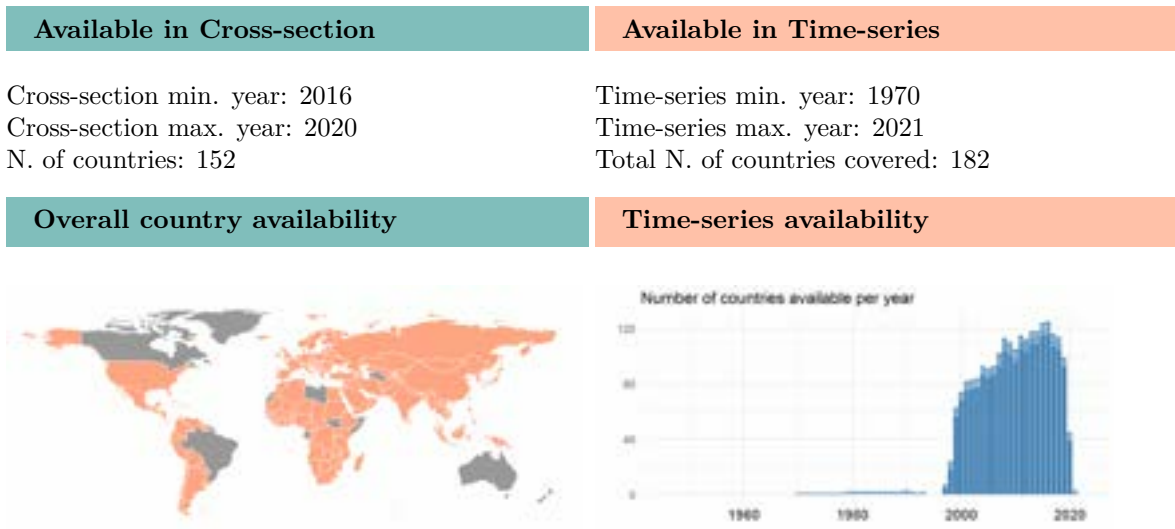 Available in Cross-section
Available in Time-series
Cross-section min. year: 2016
Cross-section max. year: 2020
N. of countries: 152
Time-series min. year: 1970
Time-series max. year: 2021
Total N. of countries covered: 182
Overall country availability
Time-series availability
Number of countries available per year
120
80
40
0
1960
1980
2000
2020